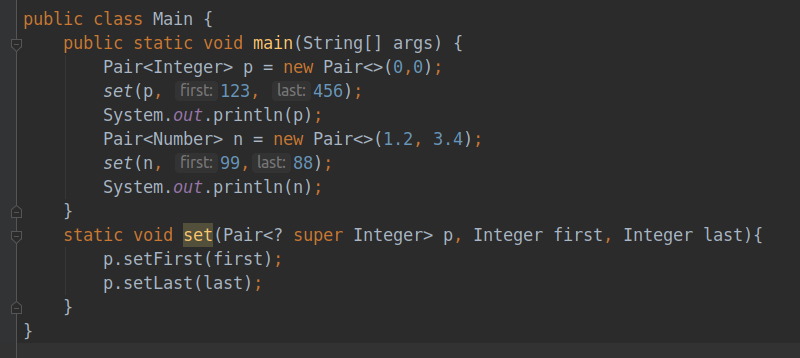 public class Main {
    public static void main(String[] args) {
        Pair<Integer> p = new Pair<>(0,0);
        set(p, first: 123, last: 456);
        System.out.println(p);
        Pair<Number> n = new Pair<>(1.2, 3.4);
        set(n, first: 99, last: 88);
        System.out.println(n);
    }
    static void set(Pair<? super Integer> p, Integer first, Integer last){
        p.setFirst(first);
        p.setLast(last);
    }
}